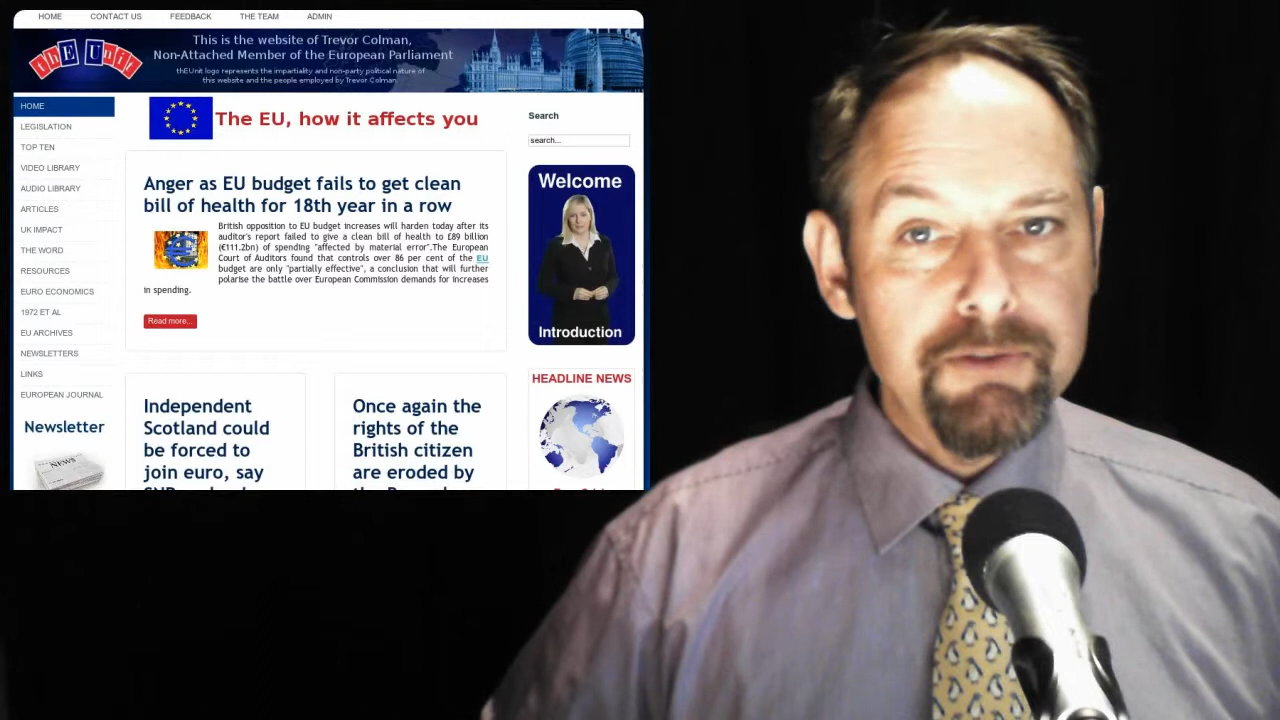 HOME CONTACT US FEEDBACK THE TEAM ADMIN
thEUnit
This is the website of Trevor Colman,
Non-Attached Member of the European Parliament
thEUnit logo represents the impartiality and non-party political nature of
this website and the people employed by Trevor Colman.
HOME
LEGISLATION
TOP TEN
VIDEO LIBRARY
AUDIO LIBRARY
ARTICLES
UK IMPACT
THE WORD
RESOURCES
EURO ECONOMICS
1972 ET AL
EU ARCHIVES
NEWSLETTERS
LINKS
EUROPEAN JOURNAL
Newsletter
NEWS
The EU, how it affects you
Anger as EU budget fails to get clean
bill of health for 18th year in a row
British opposition to EU budget increases will harden today after its
auditor's report failed to give a clean bill of health to £89 billion
(€111.2bn) of spending "affected by material error".The European
Court of Auditors found that controls over 86 per cent of the EU
budget are only "partially effective", a conclusion that will further
polarise the battle over European Commission demands for increases
in spending.
Read more...
Independent
Scotland could
be forced to
join euro, say
Once again the
rights of the
British citizen
are eroded by
Search
search...
Welcome
Introduction
HEADLINE NEWS